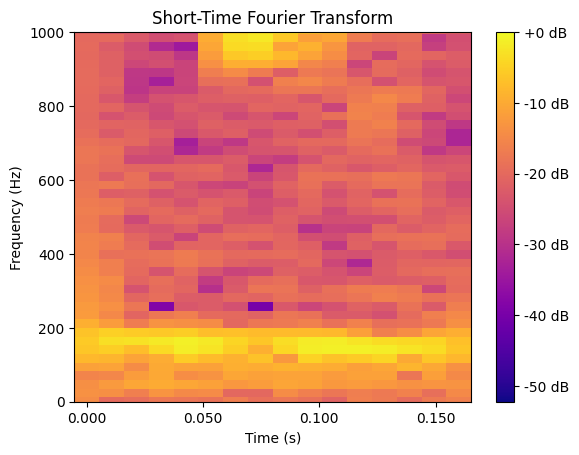 Short-Time Fourier Transform
1000
800
600
400
200
0
Frequency (Hz)
0.000
0.050
0.100
0.150
Time (s)
+0 dB
-10 dB
-20 dB
-30 dB
-40 dB
-50 dB